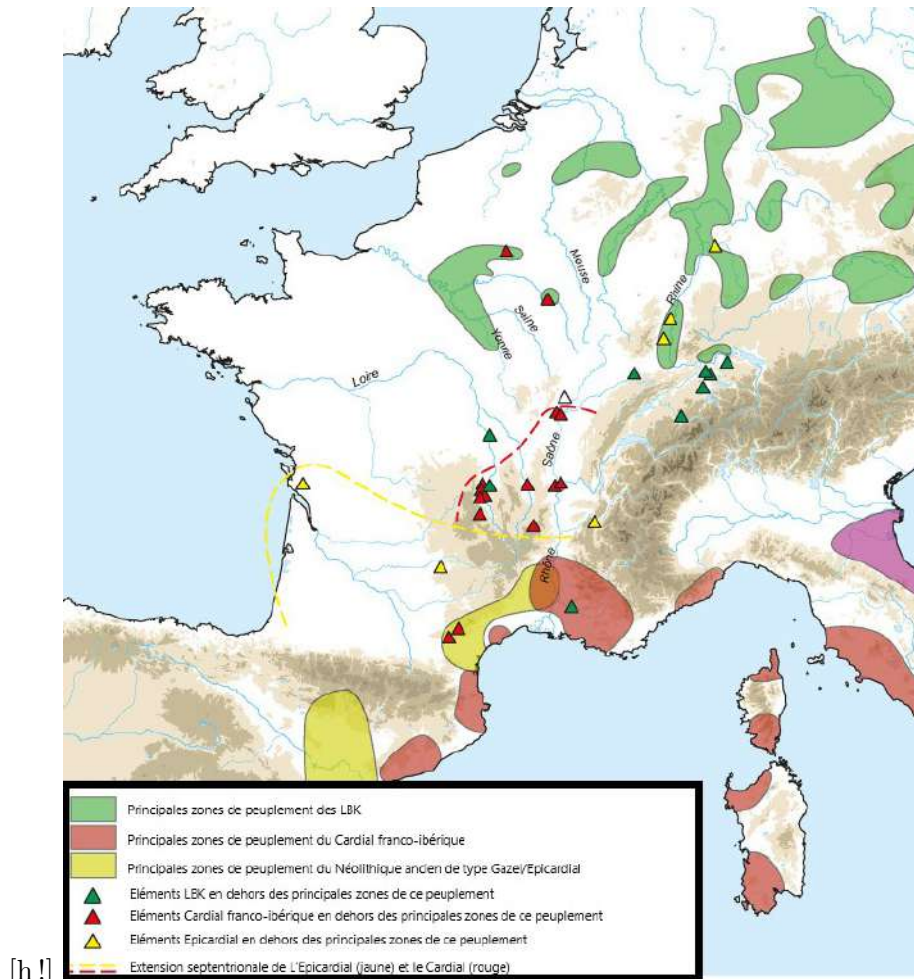 Meuse
Rhine
Seine
Yonne
Loire
Saône
Rhône
Principales zones de peuplement des LBK
Principales zones de peuplement du Cardial franco-ibérique
Principales zones de peuplement du Néolithique ancien de type Gazel/Epicardial
Eléments LBK en dehors des principales zones de ce peuplement
Eléments Cardial franco-ibérique en dehors des principales zones de ce peuplement
Eléments Epicardial en dehors des principales zones de ce peuplement
Extension septentrionale de L'Epicardial (jaune) et le Cardial (rouge)
[h !]